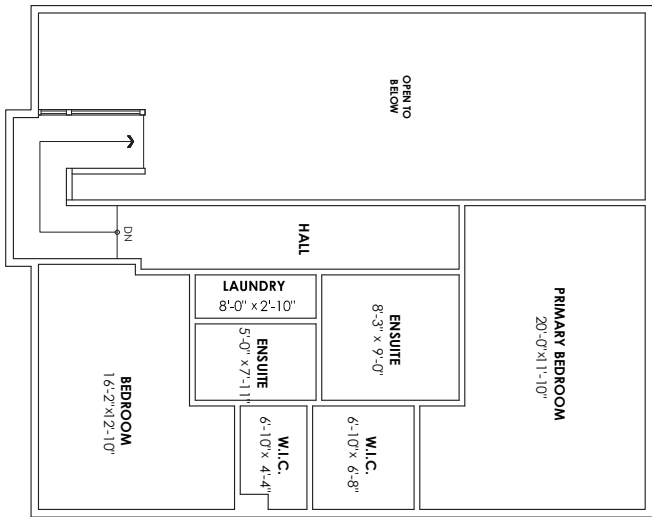 OPEN TO
BELOW
DN
HALL
LAUNDRY
8'-0" x 2'-10"
ENSUITE
8'-3" x 9'-0"
PRIMARY BEDROOM
20'-0"x11'-10"
ENSUITE
5'-0" x 7'-11"
BEDROOM
16'-2"x12'-10"
W.I.C.
6'-10"x 4'-4"
W.I.C.
6'-10"x 6'-8"